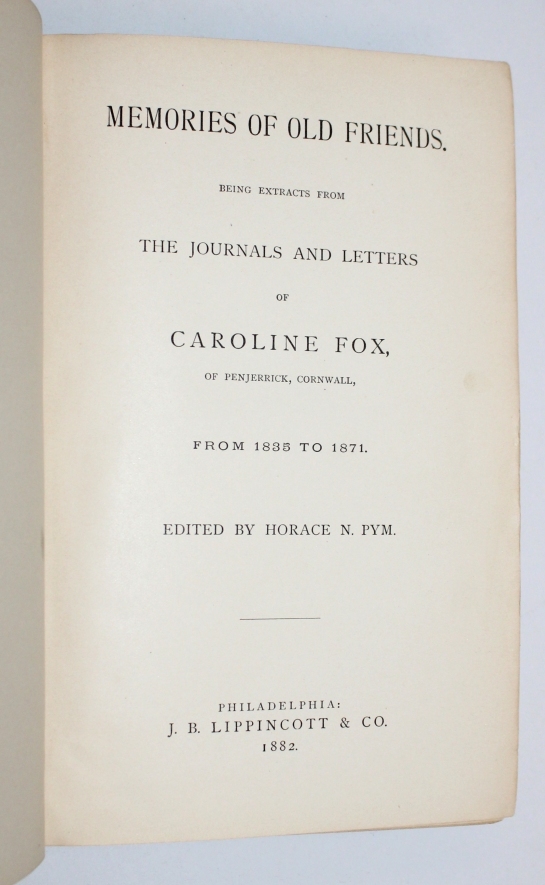 MEMORIES OF OLD FRIENDS.
BEING EXTRACTS FROM
THE JOURNALS AND LETTERS
OF
CAROLINE FOX,
OF PENJERRICK, CORNWALL,
FROM 1835 TO 1871.
EDITED BY HORACE N. PYM.
PHILADELPHIA:
J. B. LIPPINCOTT & CO.
1882.